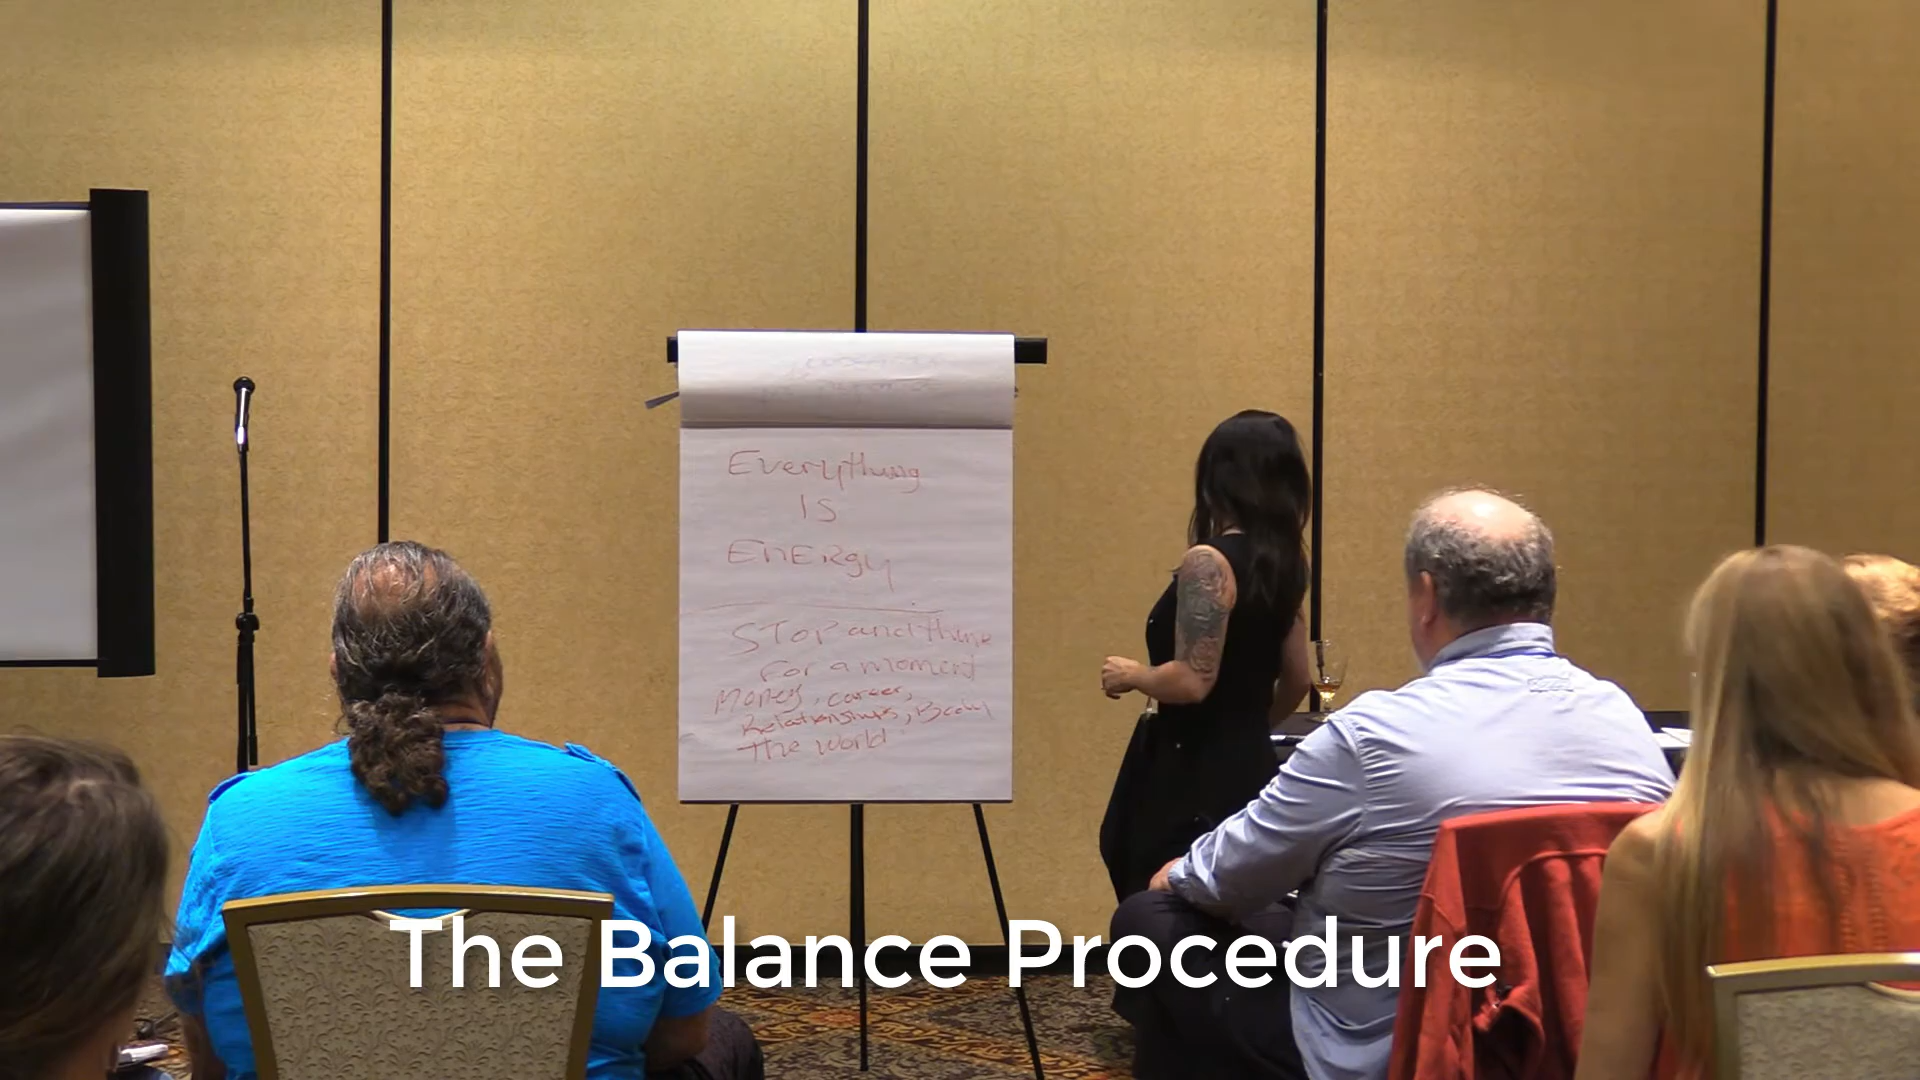 Everything
IS
ENERGY
STOP and think
For a moment
Money, career,
Relationships, Body
The World
The Balance Procedure